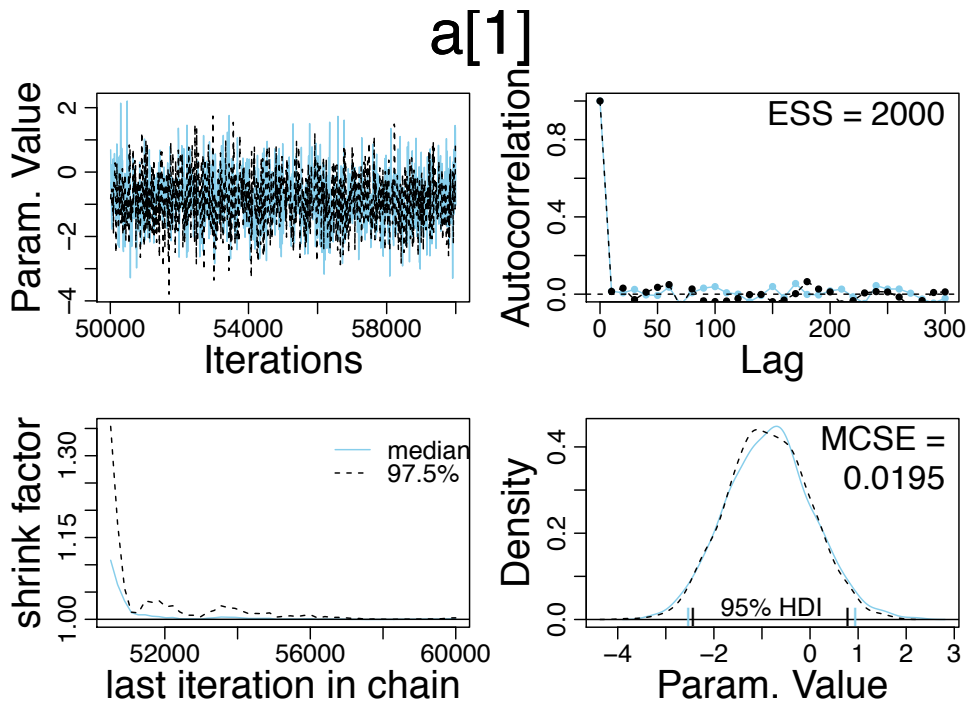 a[1]
Param. Value
2
0
−2
−4
50000 54000 58000
Iterations
Autocorrelation
0.8
0.4
0.0
ESS = 2000
0 50 100 200 300
Lag
shrink factor
1.30
1.15
1.00
median
97.5%
52000 56000 60000
last iteration in chain
Density
0.4
0.2
0.0
MCSE =
0.0195
95% HDI
−4 −2 0 1 2 3
Param. Value